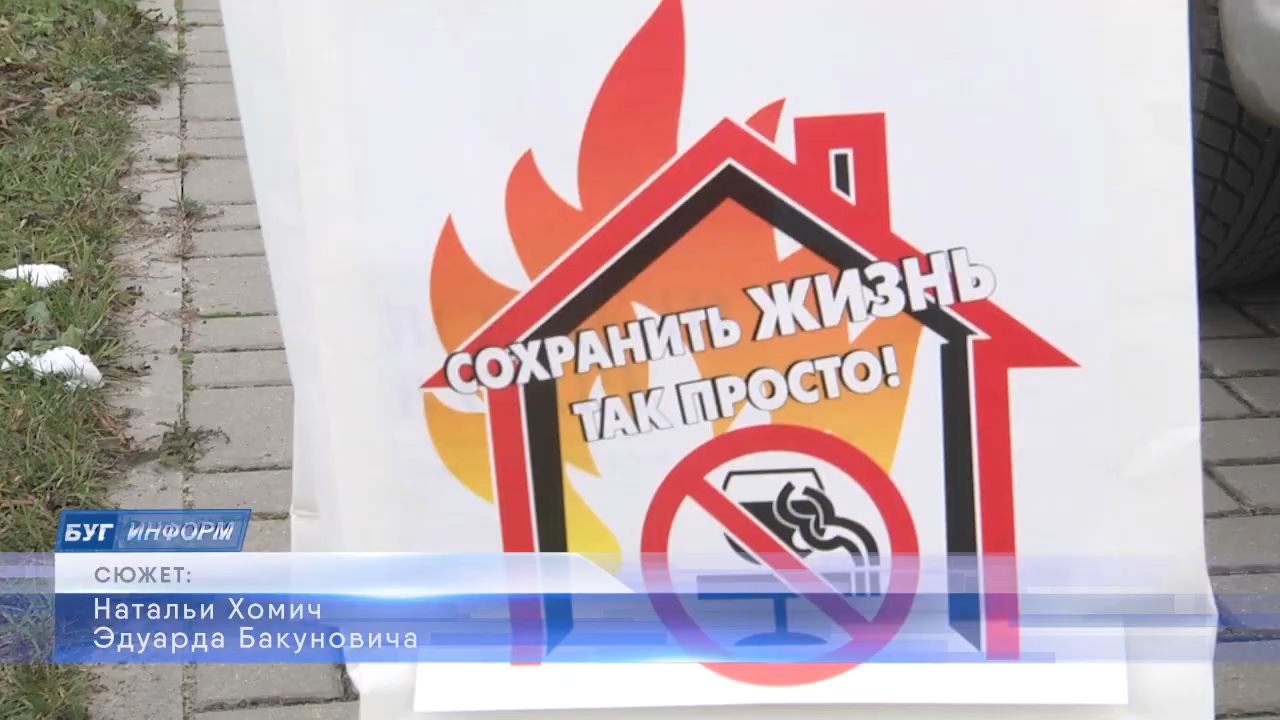 СОХРАНИТЬ ЖИЗНЬ
ТАК ПРОСТО!
БУГ ИНФОРМ
СЮЖЕТ:
Натальи Хомич
Эдуарда Бакуновича